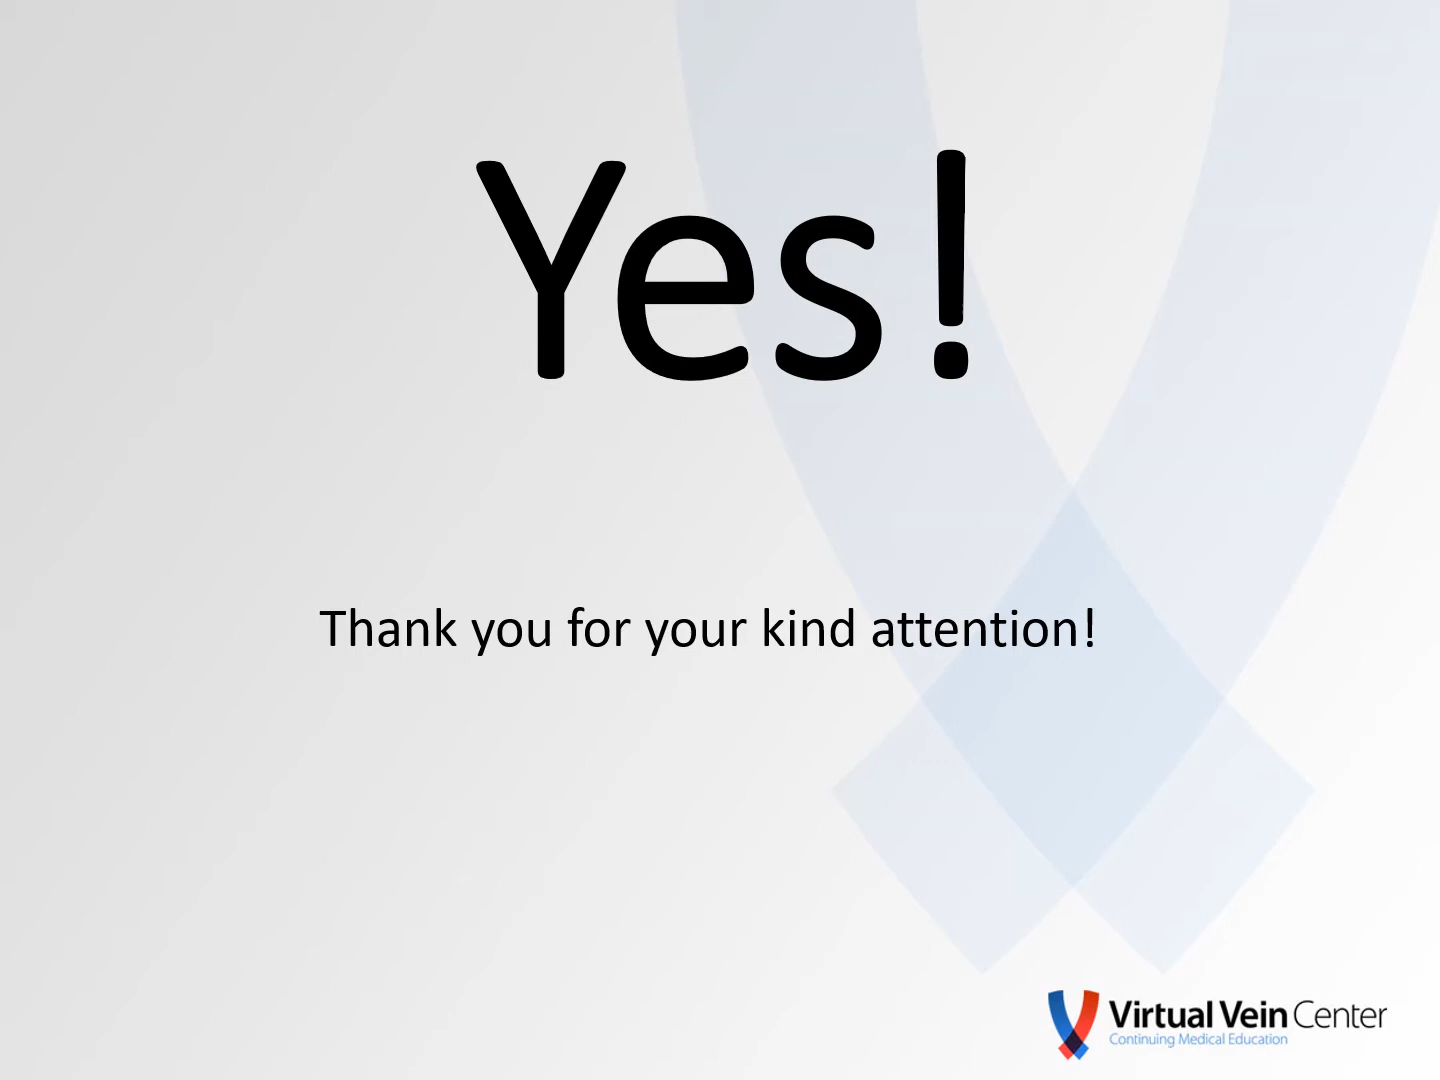 Yes!
Thank you for your kind attention!
Virtual Vein Center
Continuing Medical Education